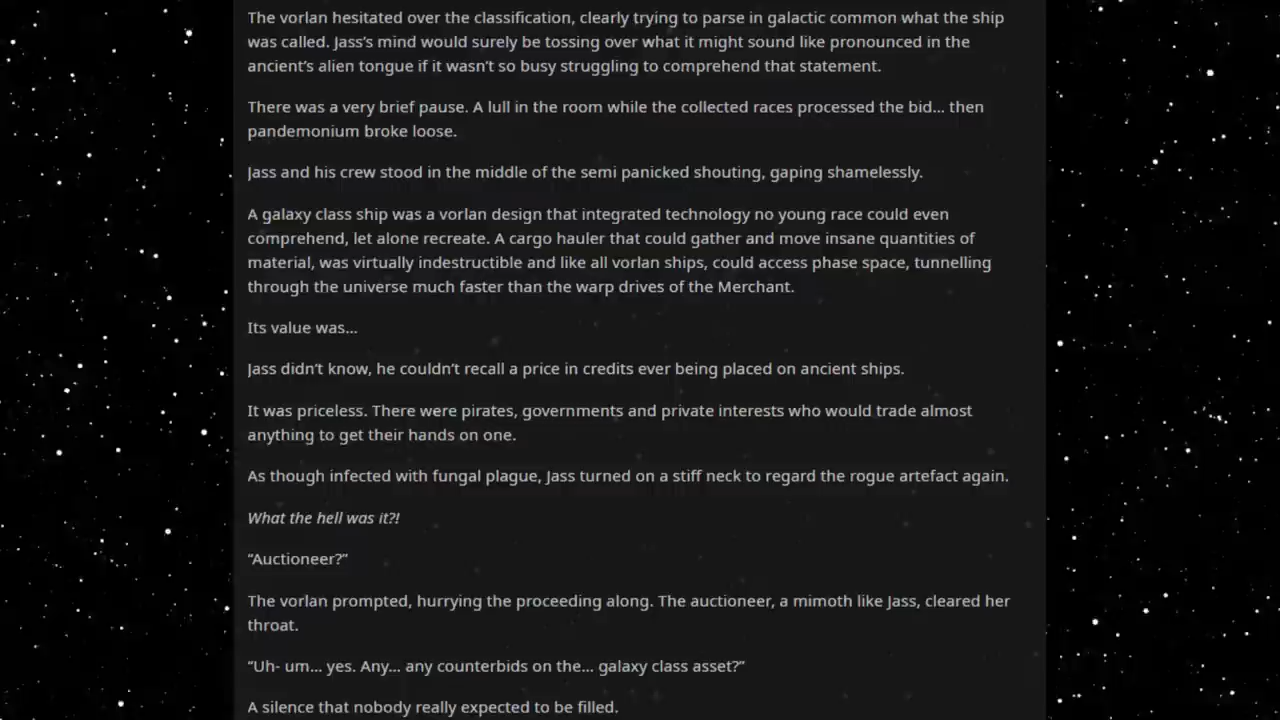 The vorlan hesitated over the classification, clearly trying to parse in galactic common what the ship
was called. Jass’s mind would surely be tossing over what it might sound like pronounced in the
ancient’s alien tongue if it wasn’t so busy struggling to comprehend that statement.
There was a very brief pause. A lull in the room while the collected races processed the bid… then
pandemonium broke loose.
Jass and his crew stood in the middle of the semi panicked shouting, gaping shamelessly.
A galaxy class ship was a vorlan design that integrated technology no young race could even
comprehend, let alone recreate. A cargo hauler that could gather and move insane quantities of
material, was virtually indestructible and like all vorlan ships, could access phase space, tunnelling
through the universe much faster than the warp drives of the Merchant.
Its value was…
Jass didn’t know, he couldn’t recall a price in credits ever being placed on ancient ships.
It was priceless. There were pirates, governments and private interests who would trade almost
anything to get their hands on one.
As though infected with fungal plague, Jass turned on a stiff neck to regard the rogue artefact again.
What the hell was it?!
“Auctioneer?”
The vorlan prompted, hurrying the proceeding along. The auctioneer, a mimoth like Jass, cleared her
throat.
“Uh- um… yes. Any… any counterbids on the… galaxy class asset?”
A silence that nobody really expected to be filled.